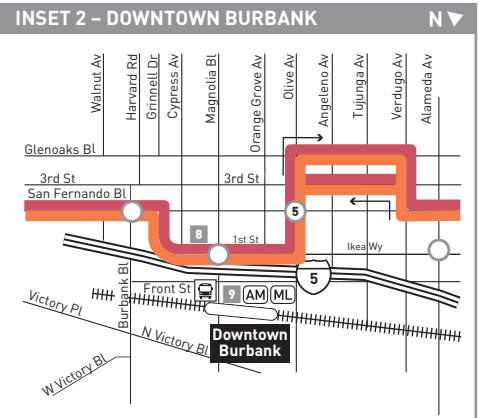 INSET 2 – DOWNTOWN BURBANK
N
Walnut Av
Harvard Rd
Grinnell Dr
Cypress Av
Magnolia Bl
Orange Grove Av
Olive Av
Angeleno Av
Tujunga Av
Verdugo Av
Alameda Av
Glenoaks Bl
3rd St
3rd St
San Fernando Bl
5
8
1st St
Ikea Wy
5
Front St
9
AM
ML
Burbank Bl
Victory Pl
N Victory Bl
Downtown
Burbank
W Victory Bl